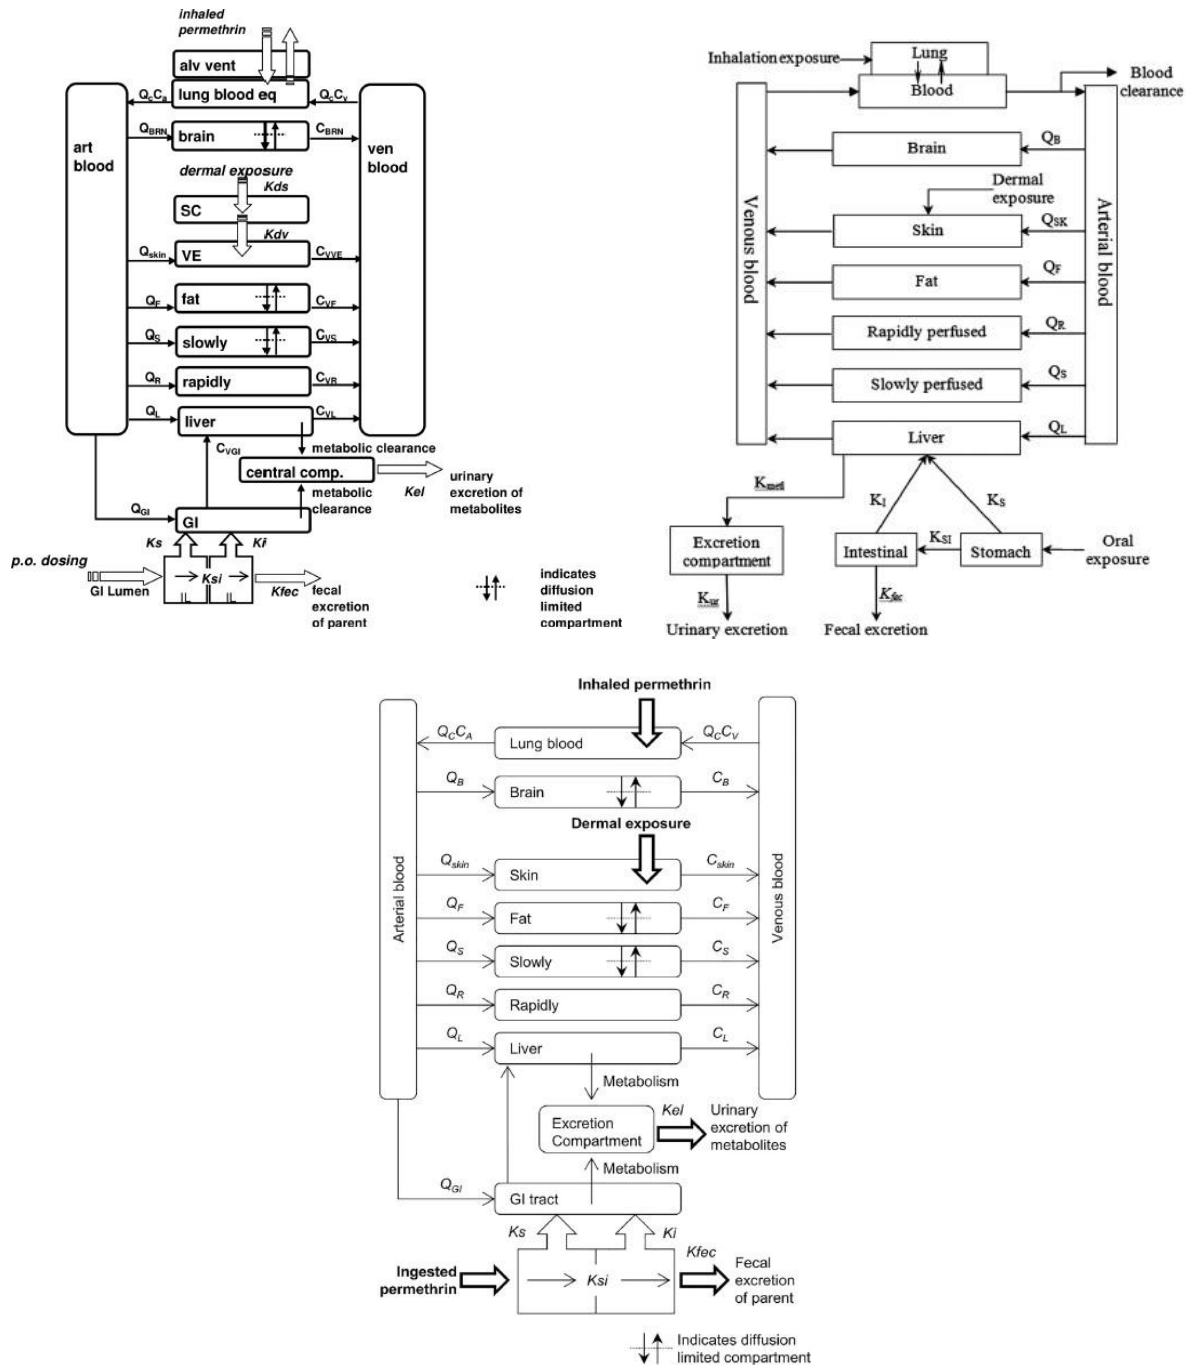 inhaled
permethrin
alv vent
QcCa
lung blood eq
QcCv
QBRN
brain
CBRN
art
blood
ven
blood
dermal exposure
Kds
SC
Kdv
Qskin
VE
CVVE
QF
fat
CVF
QS
slowly
CVS
QR
rapidly
CVR
QL
liver
CVL
CVGI
metabolic clearance
central comp.
Kel
urinary
excretion of
metabolites
metabolic
clearance
QGI
GI
Ks
Ki
p.o. dosing
GI Lumen
Ksi
Kfec
fecal
excretion
of parent
indicates
diffusion
limited
compartment
Inhalation exposure
Lung
Blood
Blood
clearance
Venous blood
Arterial blood
Brain
QB
Dermal
exposure
Skin
QSK
Fat
QF
Rapidly perfused
QR
Slowly perfused
QS
Liver
QL
Kmetl
KI
KS
Excretion
compartment
Intestinal
KSI
Stomach
Oral
exposure
Kur
Kfec
Urinary excretion
Fecal excretion
Inhaled permethrin
QCCA
Lung blood
QCCV
QB
Brain
CB
Dermal exposure
Arterial blood
Venous blood
Qskin
Skin
Cskin
QF
Fat
CF
QS
Slowly
CS
QR
Rapidly
CR
QL
Liver
CL
Metabolism
Excretion
Compartment
Kel
Urinary
excretion of
metabolites
Metabolism
QGI
GI tract
Ks
Ki
Ingested
permethrin
Ksi
Kfec
Fecal
excretion
of parent
Indicates diffusion
limited compartment